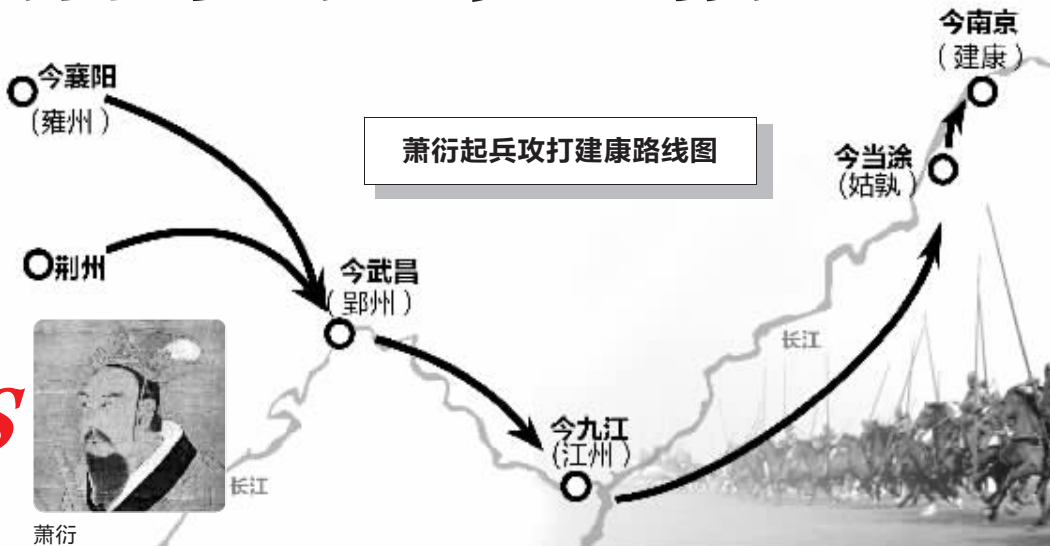 今南京
（建康）
今襄阳
（雍州）
萧衍起兵攻打建康路线图
今当涂
（姑孰）
荆州
今武昌
（郢州）
长江
今九江
（江州）
长江
S
萧衍